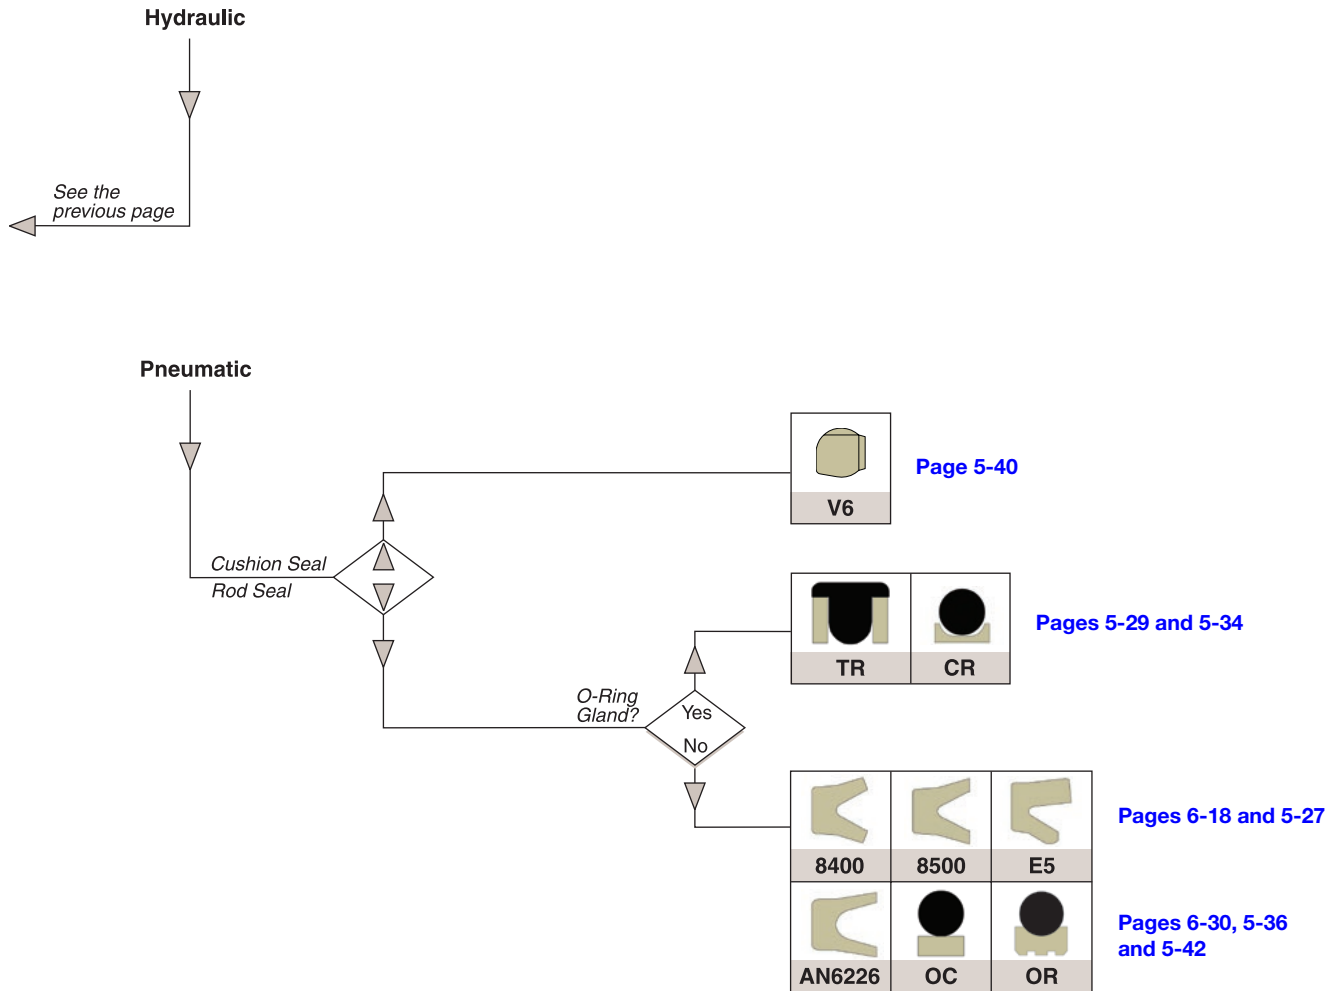 Hydraulic
See the
previous page
Pneumatic
V6
Page 5-40
Cushion Seal
Rod Seal
TR
CR
Pages 5-29 and 5-34
O-Ring
Gland?
Yes
No
8400
8500
E5
Pages 6-18 and 5-27
AN6226
OC
OR
Pages 6-30, 5-36
and 5-42